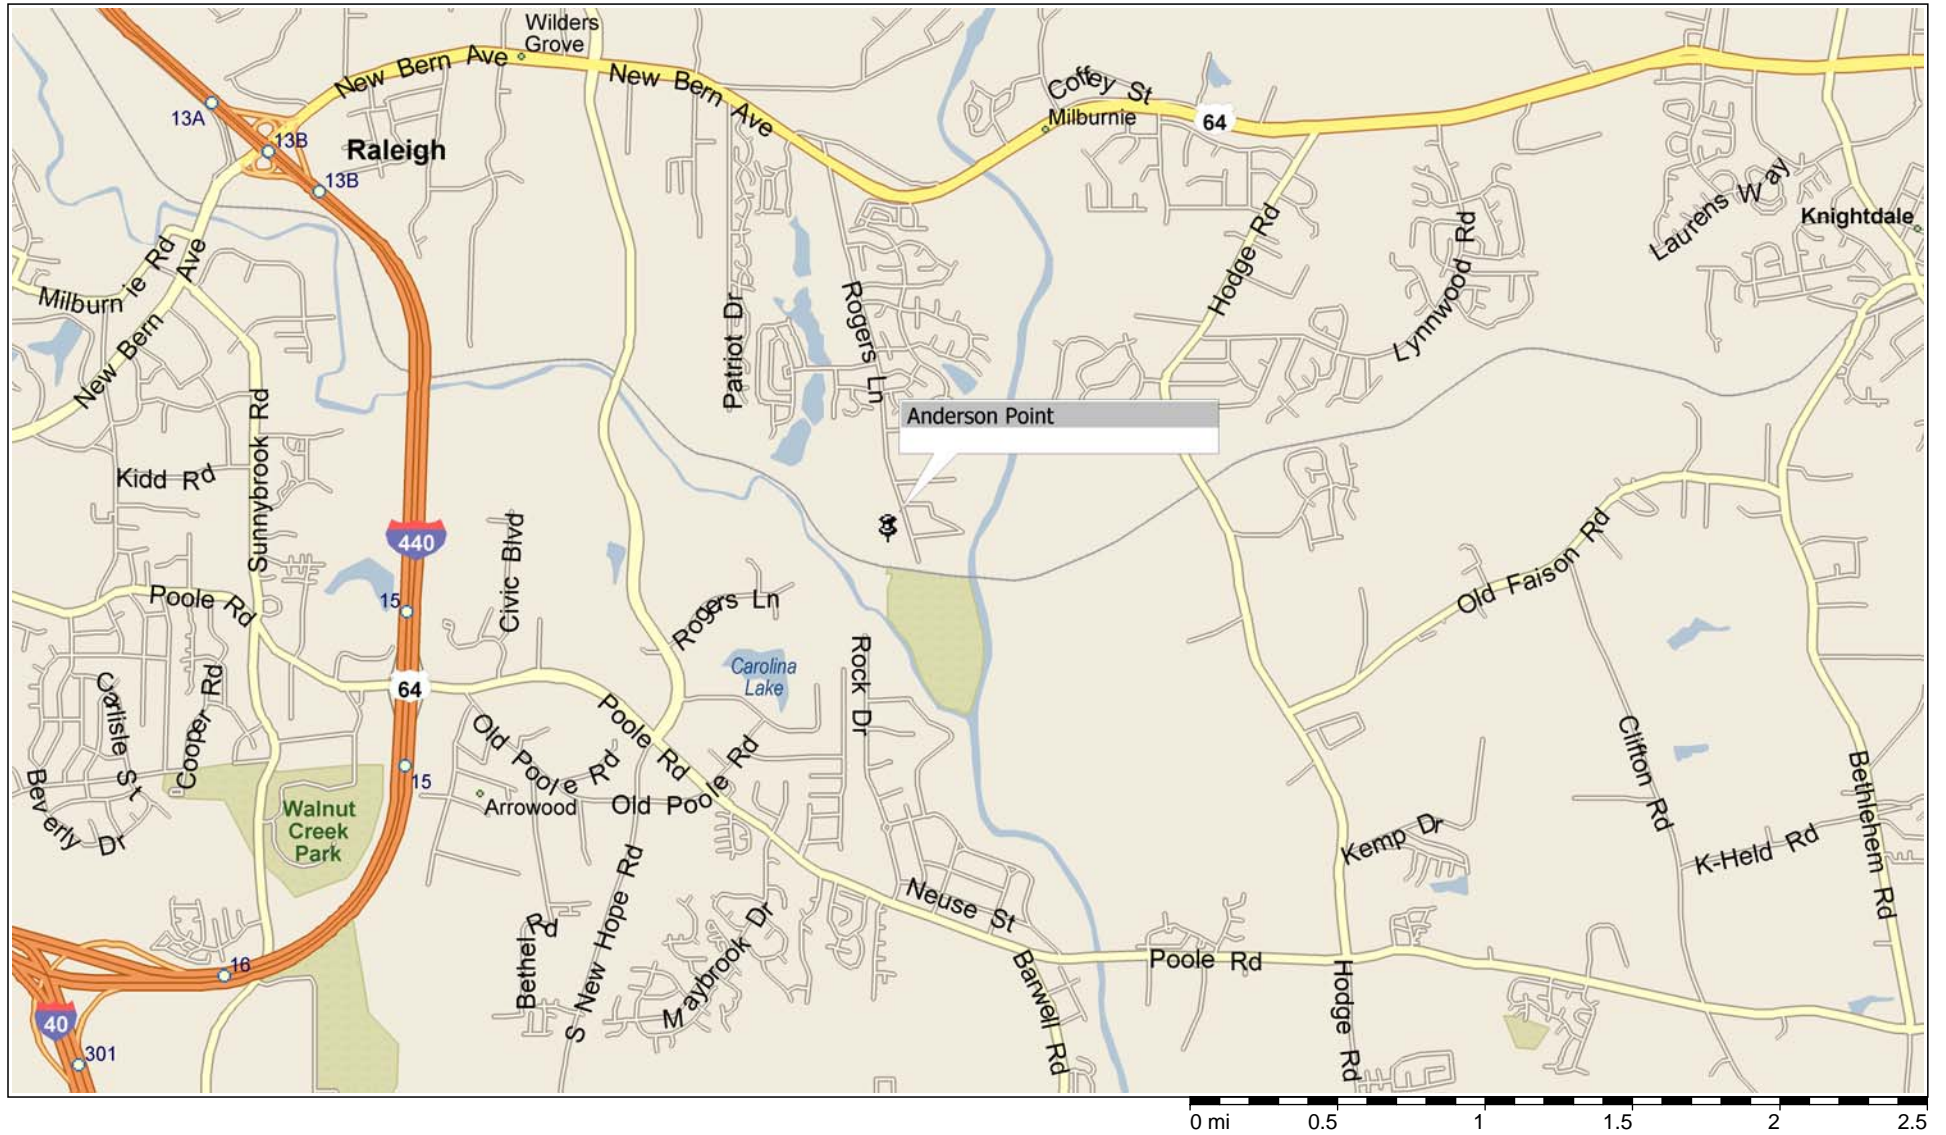 Wilders
Grove
New Bern Ave
New Bern Ave
Coffey St
Milburnie
64
13A
13B
13B
Raleigh
Laurens Way
Knightdale
Milburnie Rd
New Bern Ave
Hodge Rd
Lynnwood Rd
Patriot Dr
Rogers Ln
Anderson Point
Sunnybrook Rd
Kidd Rd
440
Civic Blvd
Old Faison Rd
Poole Rd
15
Rogers Ln
Rock Dr
Carolina
Lake
64
Carlisle St
Cooper Rd
Poole Rd
Old Poole Rd
Clifton Rd
15
Arrowood
Old Poole Rd
Beverly Dr
Walnut
Creek
Park
Kemp Dr
K-Held Rd
Bethlehem Rd
Neuse St
S New Hope Rd
Bethel Rd
Maybrook Dr
16
Barwell Rd
Poole Rd
Hodge Rd
40
301
0 mi 0.5 1 1.5 2 2.5